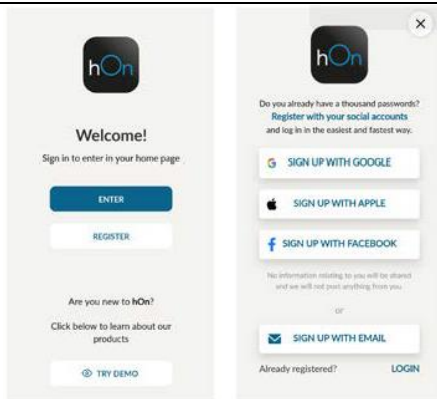 hOn
Welcome!
Sign in to enter in your home page
ENTER
REGISTER
Are you new to hOn?
Click below to learn about our
products
TRY DEMO
hOn
Do you already have a thousand passwords?
Register with your social accounts
and log in in the easiest and fastest way.
SIGN UP WITH GOOGLE
SIGN UP WITH APPLE
SIGN UP WITH FACEBOOK
No information relating to you will be shared
and we will not post anything from you
or
SIGN UP WITH EMAIL
Already registered? LOGIN